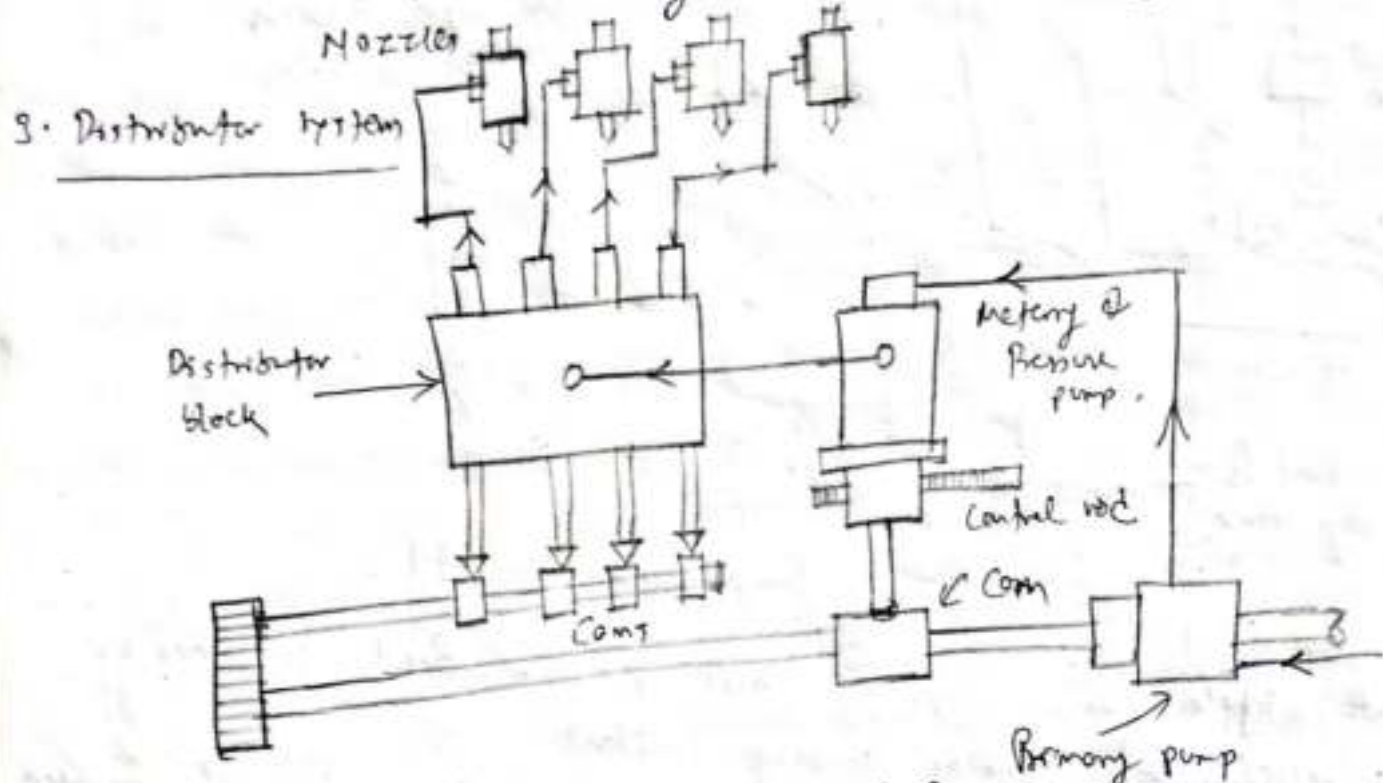 Nozzles
3. Distributor system
Distributor
block
Metering &
Pressure
pump.
Control rod
Cam
Cams
Primary pump